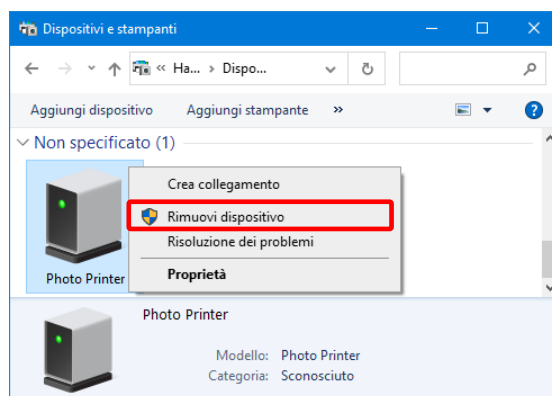 Dispositivi e stampanti
« Ha... › Dispo...
Aggiungi dispositivo Aggiungi stampante »
Non specificato (1)
Crea collegamento
Rimuovi dispositivo
Risoluzione dei problemi
Proprietà
Photo Printer
Photo Printer
Modello: Photo Printer
Categoria: Sconosciuto